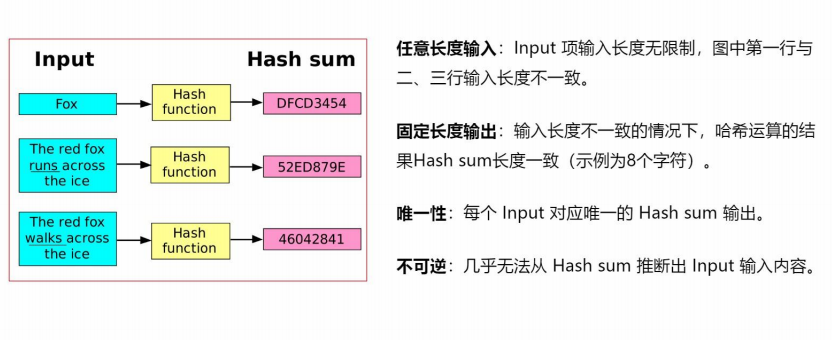 Input
Hash sum
Fox
Hash
function
DFCD3454
The red fox
runs across
the ice
Hash
function
52ED879E
The red fox
walks across
the ice
Hash
function
46042841
任意长度输入：Input 项输入长度无限制，图中第一行与
二、三行输入长度不一致。
固定长度输出：输入长度不一致的情况下，哈希运算的结
果Hash sum长度一致（示例为8个字符）。
唯一性：每个 Input 对应唯一的 Hash sum 输出。
不可逆：几乎无法从 Hash sum 推断出 Input 输入内容。